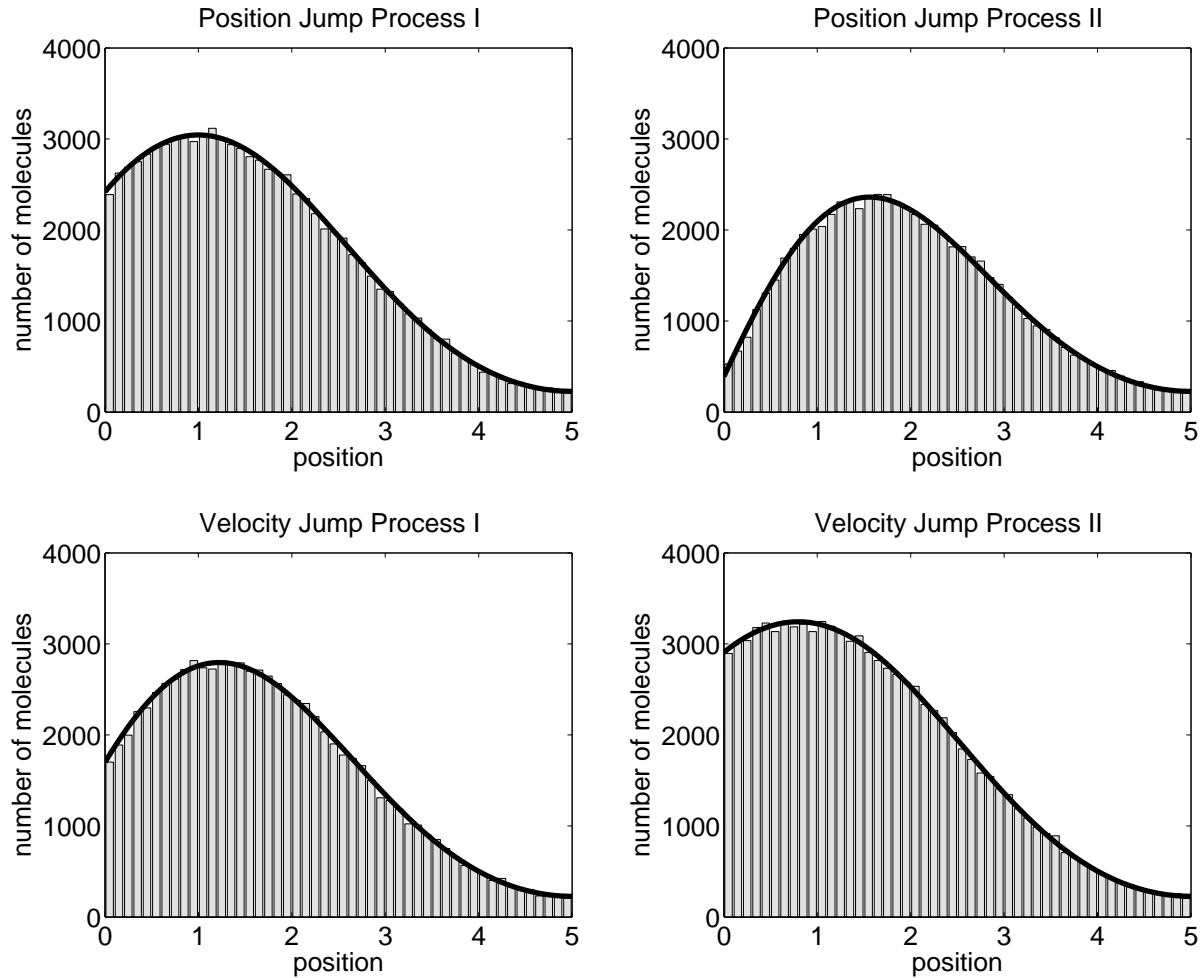 Position Jump Process I
4000
3000
2000
1000
0
number of molecules
0 1 2 3 4 5
position
Position Jump Process II
4000
3000
2000
1000
0
number of molecules
0 1 2 3 4 5
position
Velocity Jump Process I
4000
3000
2000
1000
0
number of molecules
0 1 2 3 4 5
position
Velocity Jump Process II
4000
3000
2000
1000
0
number of molecules
0 1 2 3 4 5
position